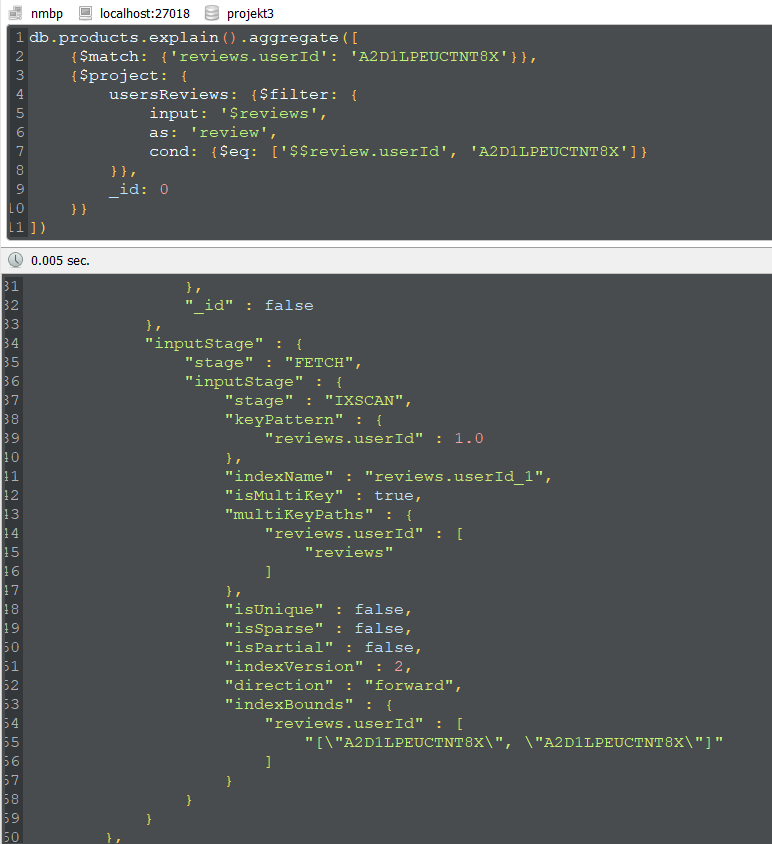 nmbp localhost:27018 projekt3
1 db.products.explain().aggregate([
2     {$match: {'reviews.userId': 'A2D1LPEUCTNT8X'}},
3     {$project: {
4         usersReviews: {$filter: {
5             input: '$reviews',
6             as: 'review',
7             cond: {$eq: ['$$review.userId', 'A2D1LPEUCTNT8X']}
8         }},
9         _id: 0
10     }}
11 ])
0.005 sec.
31                 },
32                 "_id" : false
33             },
34             "inputStage" : {
35                 "stage" : "FETCH",
36                 "inputStage" : {
37                     "stage" : "IXSCAN",
38                     "keyPattern" : {
39                         "reviews.userId" : 1.0
40                     },
41                     "indexName" : "reviews.userId_1",
42                     "isMultiKey" : true,
43                     "multiKeyPaths" : {
44                         "reviews.userId" : [
45                             "reviews"
46                         ]
47                     },
48                     "isUnique" : false,
49                     "isSparse" : false,
50                     "isPartial" : false,
51                     "indexVersion" : 2,
52                     "direction" : "forward",
53                     "indexBounds" : {
54                         "reviews.userId" : [
55                             "[\"A2D1LPEUCTNT8X\", \"A2D1LPEUCTNT8X\"]"
56                         ]
57                     }
58                 }
59             }
60         },